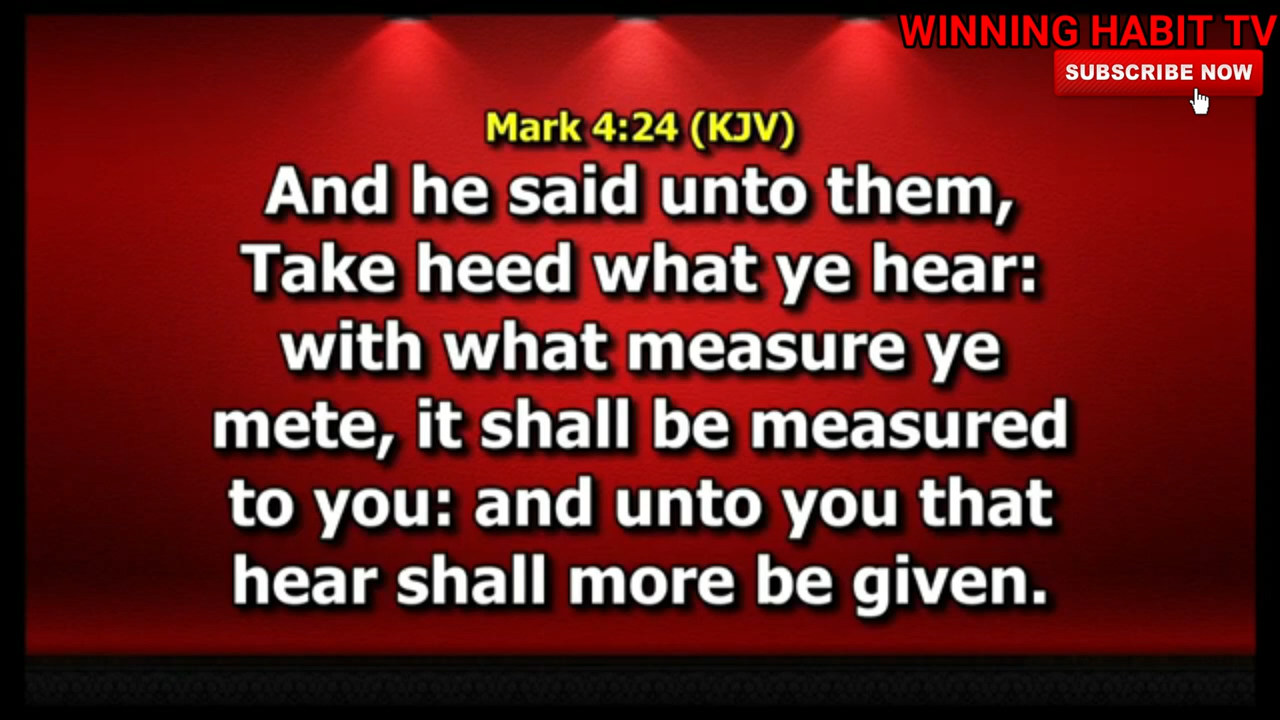 WINNING HABIT TV
SUBSCRIBE NOW
Mark 4:24 (KJV)
And he said unto them,
Take heed what ye hear:
with what measure ye
mete, it shall be measured
to you: and unto you that
hear shall more be given.